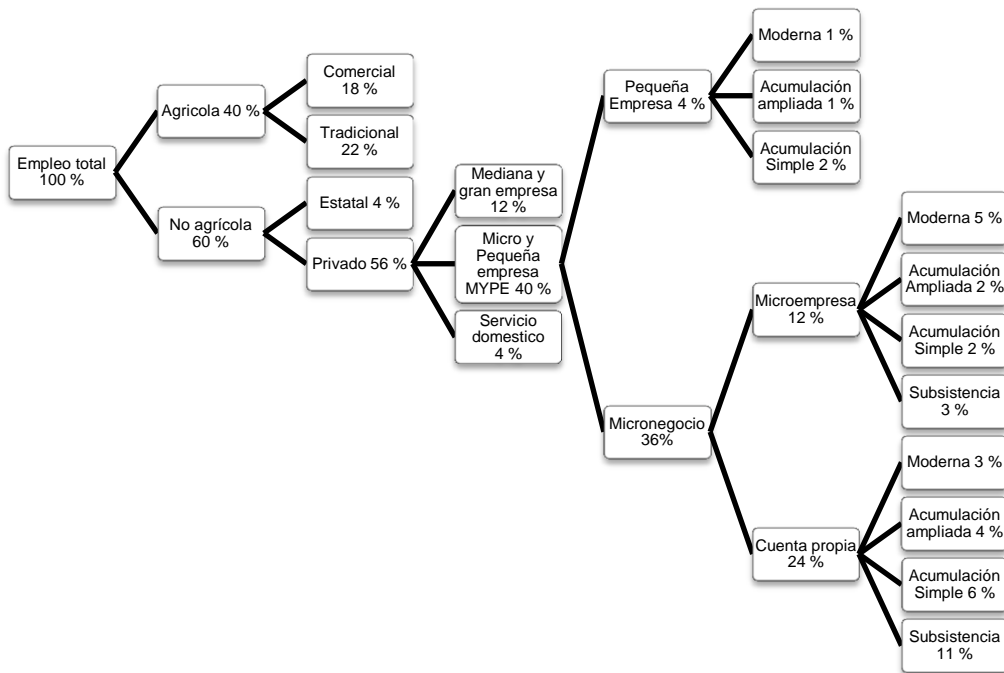 Empleo total
100 %
Agricola 40 %
No agrícola
60 %
Comercial
18 %
Tradicional
22 %
Estatal 4 %
Privado 56 %
Mediana y
gran empresa
12 %
Micro y
Pequeña
empresa
MYPE 40 %
Servicio
domestico
4 %
Pequeña
Empresa 4 %
Micronegocio
36%
Moderna 1 %
Acumulación
ampliada 1 %
Acumulación
Simple 2 %
Microempresa
12 %
Cuenta propia
24 %
Moderna 5 %
Acumulación
Ampliada 2 %
Acumulación
Simple 2 %
Subsistencia
3 %
Moderna 3 %
Acumulación
ampliada 4 %
Acumulación
Simple 6 %
Subsistencia
11 %